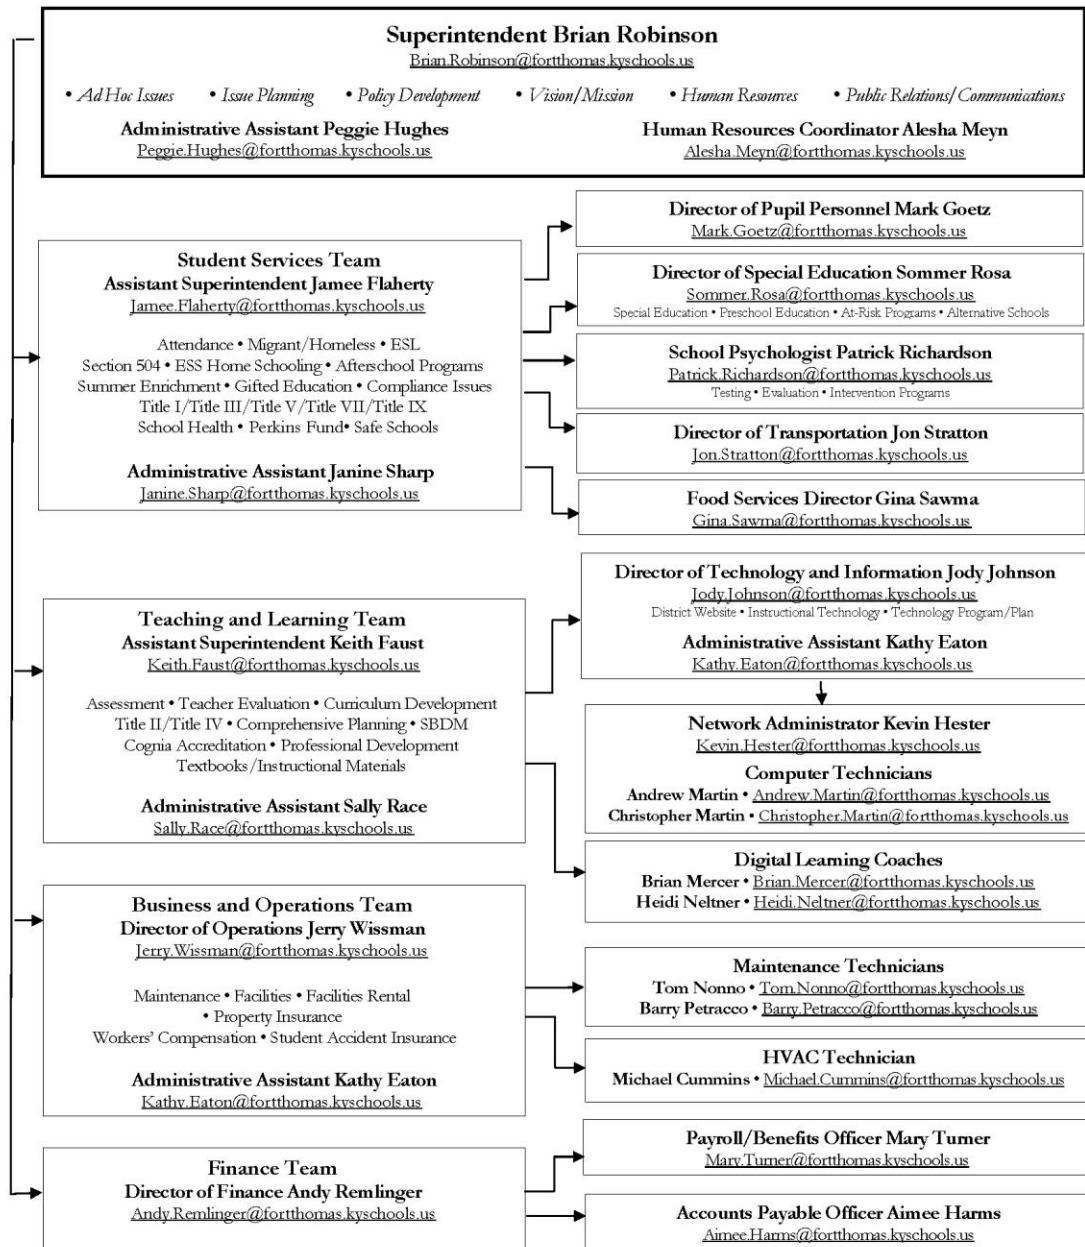 Superintendent Brian Robinson
Brian.Robinson@fortthomas.kyschools.us
• Ad Hoc Issues • Issue Planning • Policy Development • Vision/Mission • Human Resources • Public Relations/Communications
Administrative Assistant Peggie Hughes
Peggie.Hughes@fortthomas.kyschools.us
Human Resources Coordinator Alesha Meyn
Alesha.Meyn@fortthomas.kyschools.us
Student Services Team
Assistant Superintendent Jamee Flaherty
Jamee.Flaherty@fortthomas.kyschools.us
Attendance • Migrant/Homeless • ESL
Section 504 • ESS Home Schooling • Afterschool Programs
Summer Enrichment • Gifted Education • Compliance Issues
Title I/Title III/Title V/Title VII/Title IX
School Health • Perkins Fund• Safe Schools
Administrative Assistant Janine Sharp
Janine.Sharp@fortthomas.kyschools.us
Director of Pupil Personnel Mark Goetz
Mark.Goetz@fortthomas.kyschools.us
Director of Special Education Sommer Rosa
Sommer.Rosa@fortthomas.kyschools.us
Special Education • Preschool Education • At-Risk Programs • Alternative Schools
School Psychologist Patrick Richardson
Patrick.Richardson@fortthomas.kyschools.us
Testing • Evaluation • Intervention Programs
Director of Transportation Jon Stratton
Jon.Stratton@fortthomas.kyschools.us
Food Services Director Gina Sawma
Gina.Sawma@fortthomas.kyschools.us
Teaching and Learning Team
Assistant Superintendent Keith Faust
Keith.Faust@fortthomas.kyschools.us
Assessment • Teacher Evaluation • Curriculum Development
Title II/Title IV • Comprehensive Planning • SBDM
Cognia Accreditation • Professional Development
Textbooks/Instructional Materials
Administrative Assistant Sally Race
Sally.Race@fortthomas.kyschools.us
Director of Technology and Information Jody Johnson
Jody.Johnson@fortthomas.kyschools.us
District Website • Instructional Technology • Technology Program/Plan
Administrative Assistant Kathy Eaton
Kathy.Eaton@fortthomas.kyschools.us
Network Administrator Kevin Hester
Kevin.Hester@fortthomas.kyschools.us
Computer Technicians
Andrew Martin • Andrew.Martin@fortthomas.kyschools.us
Christopher Martin • Christopher.Martin@fortthomas.kyschools.us
Digital Learning Coaches
Brian Mercer • Brian.Mercer@fortthomas.kyschools.us
Heidi Neltner • Heidi.Neltner@fortthomas.kyschools.us
Business and Operations Team
Director of Operations Jerry Wissman
Jerry.Wissman@fortthomas.kyschools.us
Maintenance • Facilities • Facilities Rental
• Property Insurance
Workers' Compensation • Student Accident Insurance
Administrative Assistant Kathy Eaton
Kathy.Eaton@fortthomas.kyschools.us
Maintenance Technicians
Tom Nonno • Tom.Nonno@fortthomas.kyschools.us
Barry Petracco • Barry.Petracco@fortthomas.kyschools.us
HVAC Technician
Michael Cummins • Michael.Cummins@fortthomas.kyschools.us
Finance Team
Director of Finance Andy Remlinger
Andy.Remlinger@fortthomas.kyschools.us
Payroll/Benefits Officer Mary Turner
Mary.Turner@fortthomas.kyschools.us
Accounts Payable Officer Aimee Harms
Aimee.Harms@fortthomas.kyschools.us